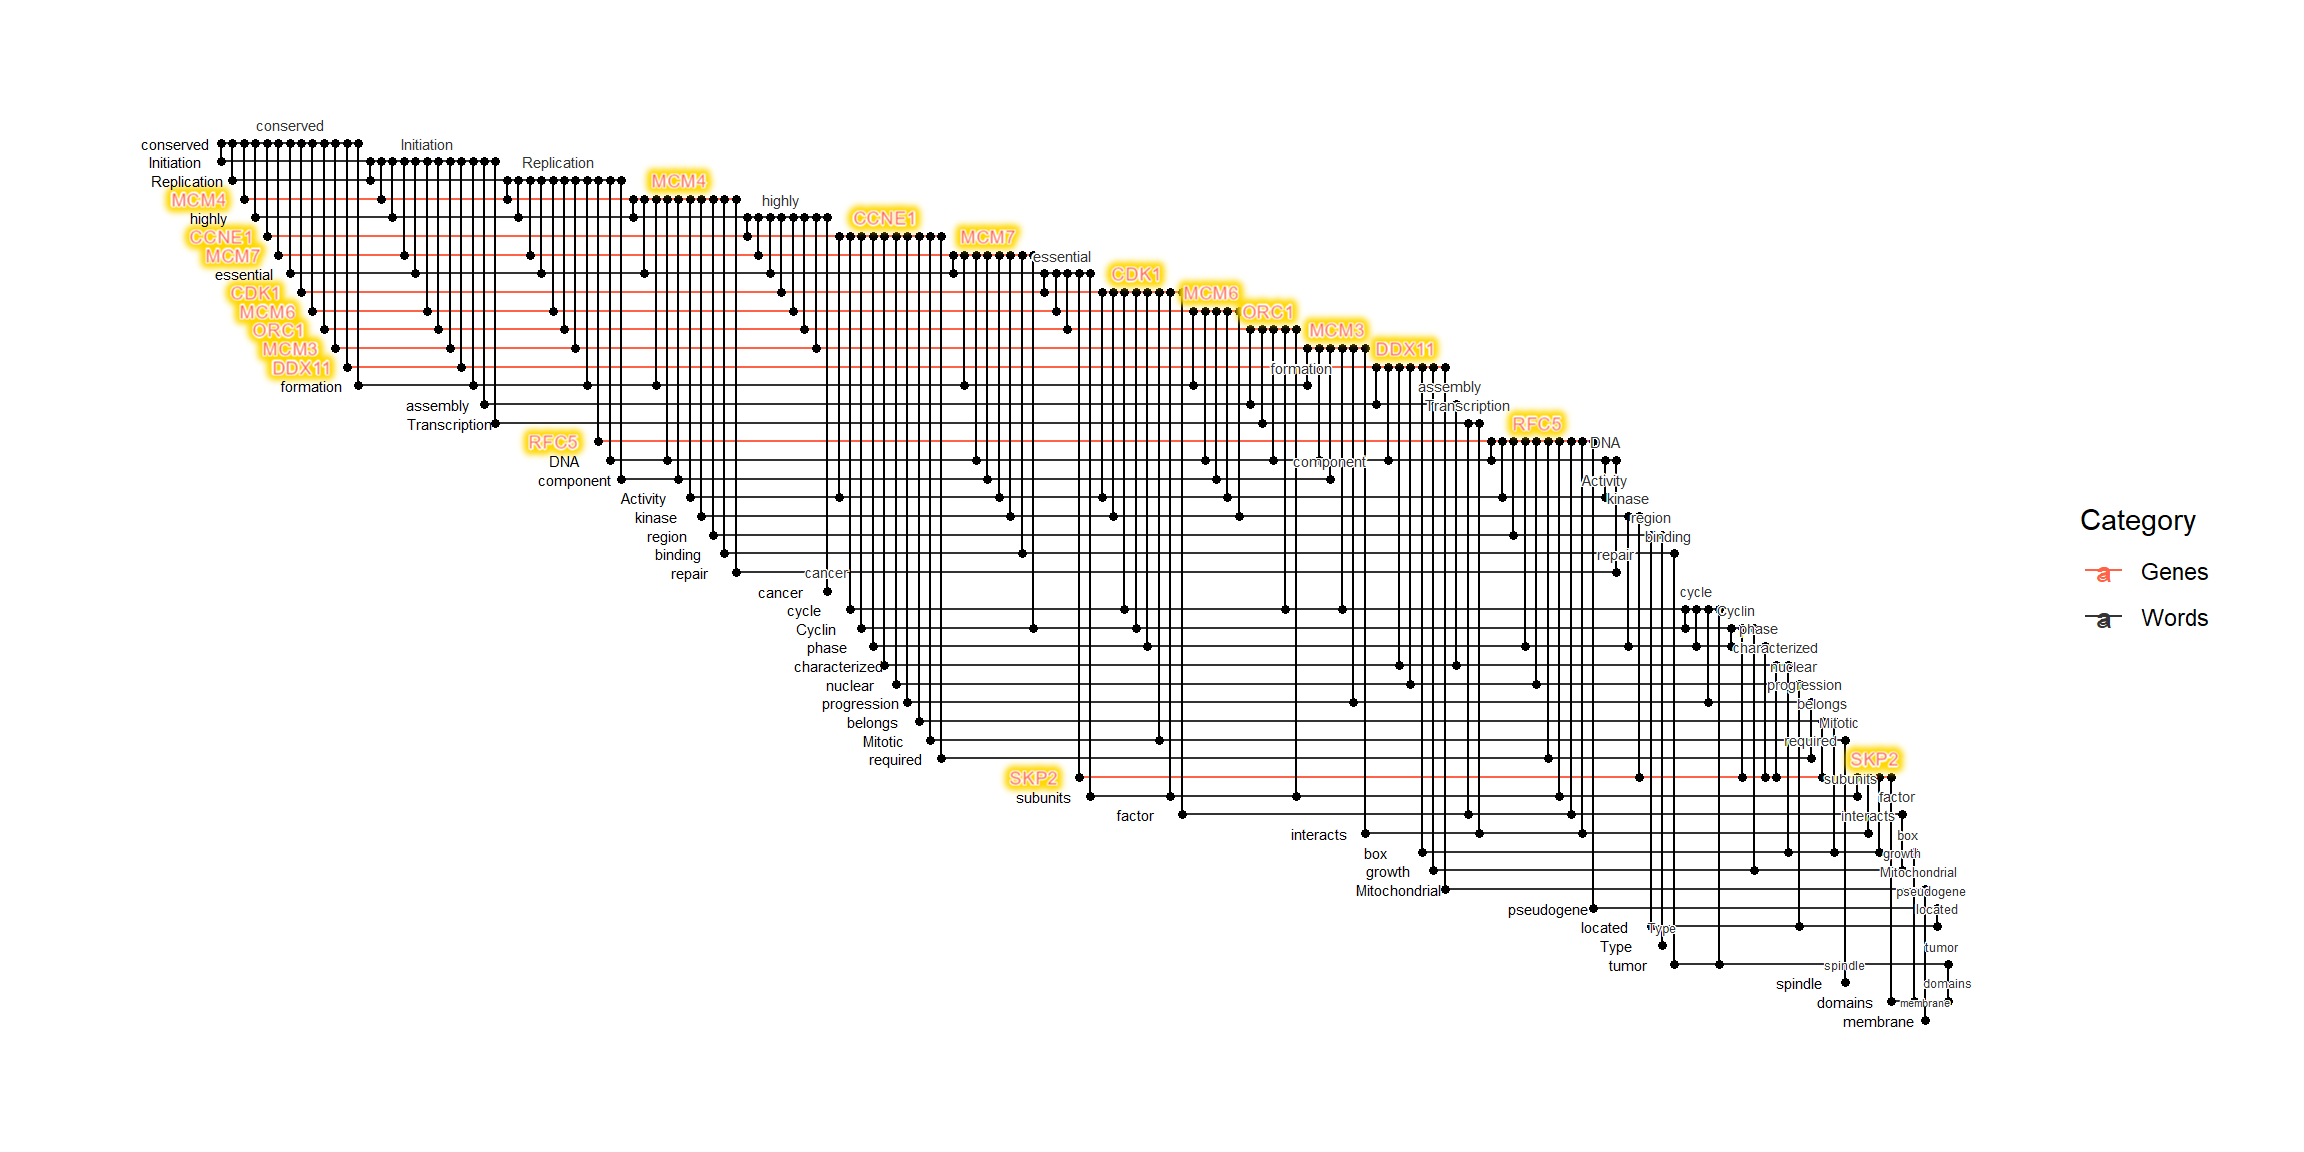 conserved
conserved
Initiation
Initiation
Replication
Replication
MCM4
MCM4
highly
highly
CCNE1
CCNE1
MCM7
MCM7
essential
essential
CDK1
CDK1
MCM6
MCM6
ORC1
ORC1
MCM3
MCM3
DDX11
DDX11
formation
formation
assembly
assembly
Transcription
Transcription
RFC5
RFC5
DNA
DNA
component
component
Activity
Activity
kinase
kinase
region
region
binding
binding
repair
repair
cancer
cancer
cycle
cycle
Cyclin
Cyclin
phase
phase
characterized
characterized
nuclear
nuclear
progression
progression
belongs
belongs
Mitotic
Mitotic
required
required
SKP2
SKP2
subunits
subunits
factor
factor
interacts
interacts
box
box
growth
growth
Mitochondrial
Mitochondrial
pseudogene
pseudogene
located
located
Type
Type
tumor
tumor
spindle
spindle
domains
domains
membrane
membrane
Category
a Genes
a Words